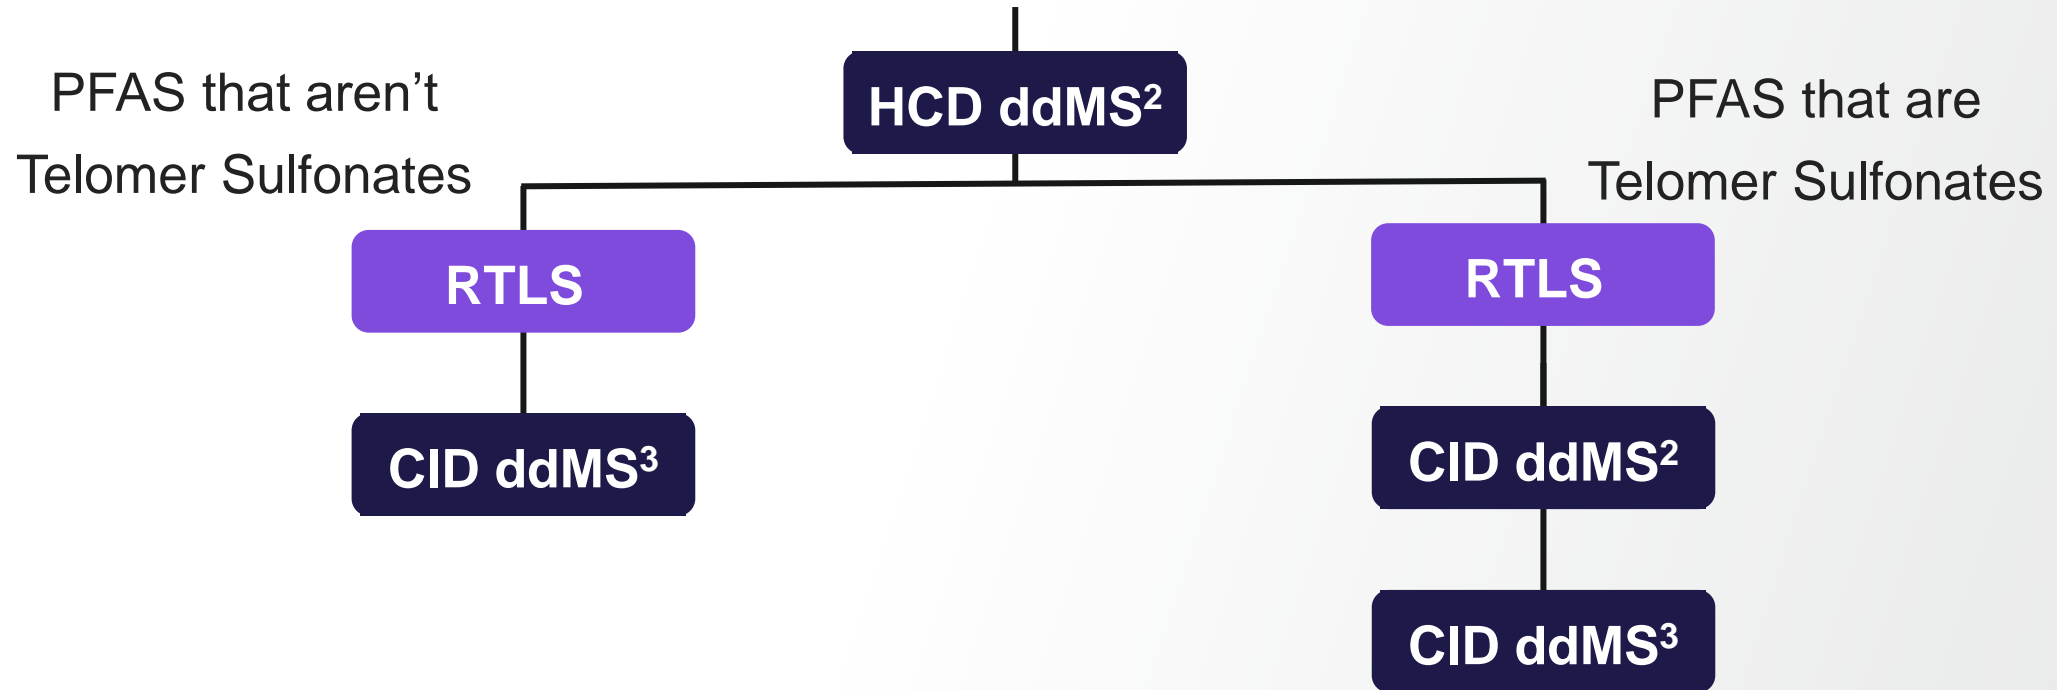 PFAS that aren’t
Telomer Sulfonates
HCD ddMS²
PFAS that are
Telomer Sulfonates
RTLS
RTLS
CID ddMS³
CID ddMS²
CID ddMS³